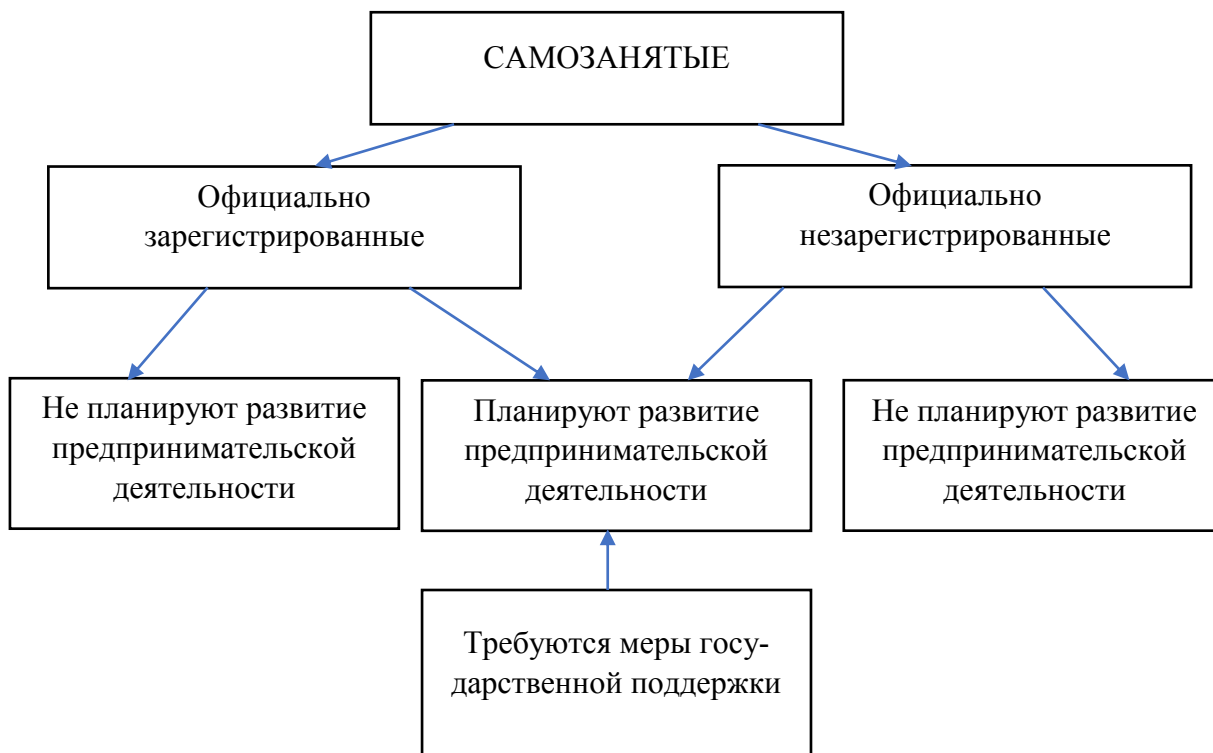 САМОЗАНЯТЫЕ
Официально
зарегистрированные
Официально
незарегистрированные
Не планируют развитие
предпринимательской
деятельности
Планируют развитие
предпринимательской
деятельности
Не планируют развитие
предпринимательской
деятельности
Требуются меры госу-
дарственной поддержки